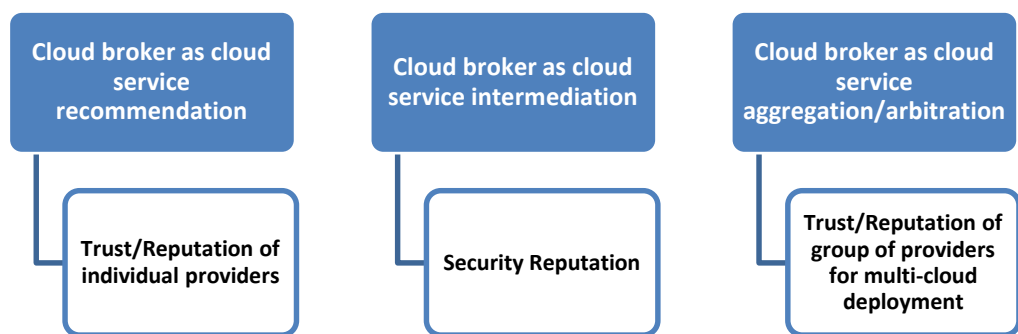 Cloud broker as cloud
service
recommendation
Trust/Reputation of
individual providers
Cloud broker as cloud
service intermediation
Security Reputation
Cloud broker as cloud
service
aggregation/arbitration
Trust/Reputation of
group of providers
for multi-cloud
deployment